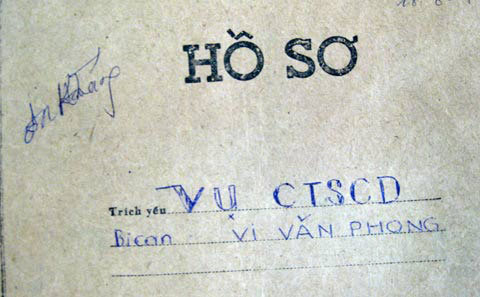 HỒ SƠ
Trích yếu VỤ CTSCD
Bị can VI VĂN PHONG